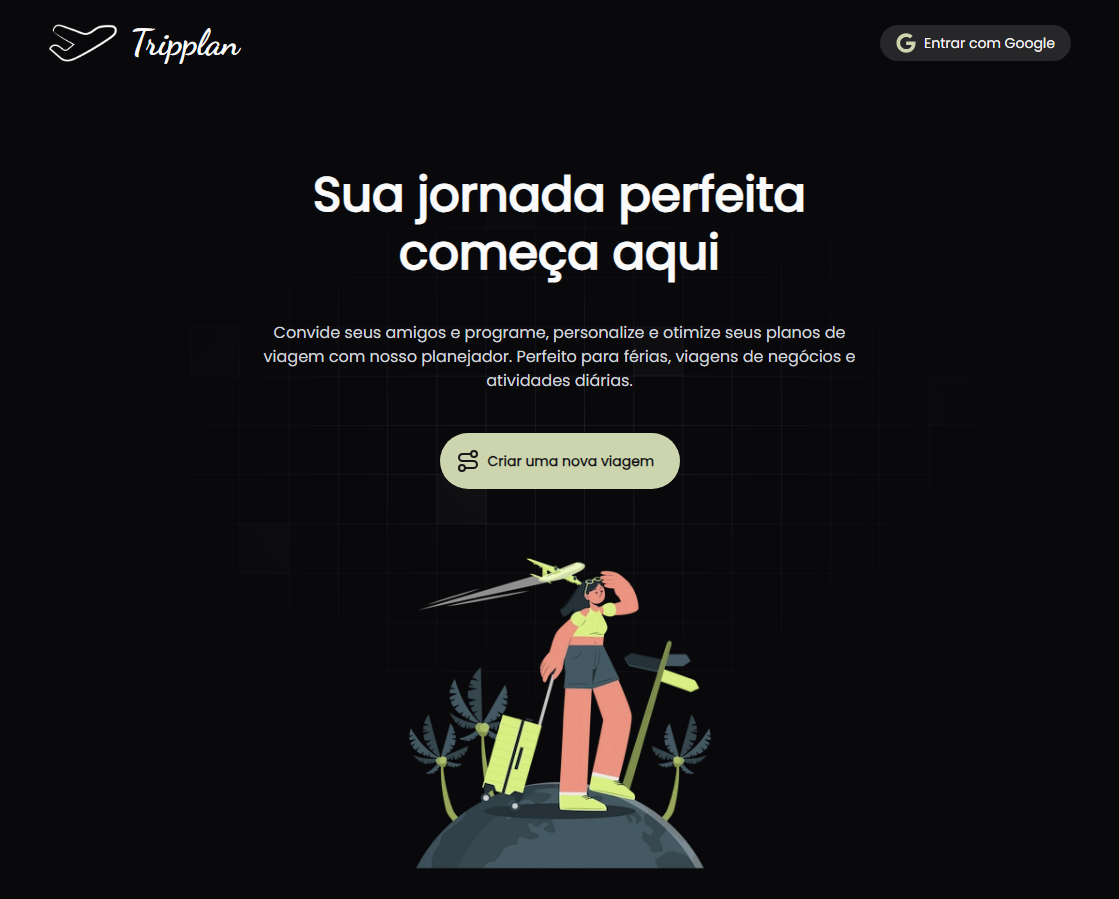 Tripplan
Entrar com Google
Sua jornada perfeita
começa aqui
Convide seus amigos e programe, personalize e otimize seus planos de
viagem com nosso planejador. Perfeito para férias, viagens de negócios e
atividades diárias.
Criar uma nova viagem